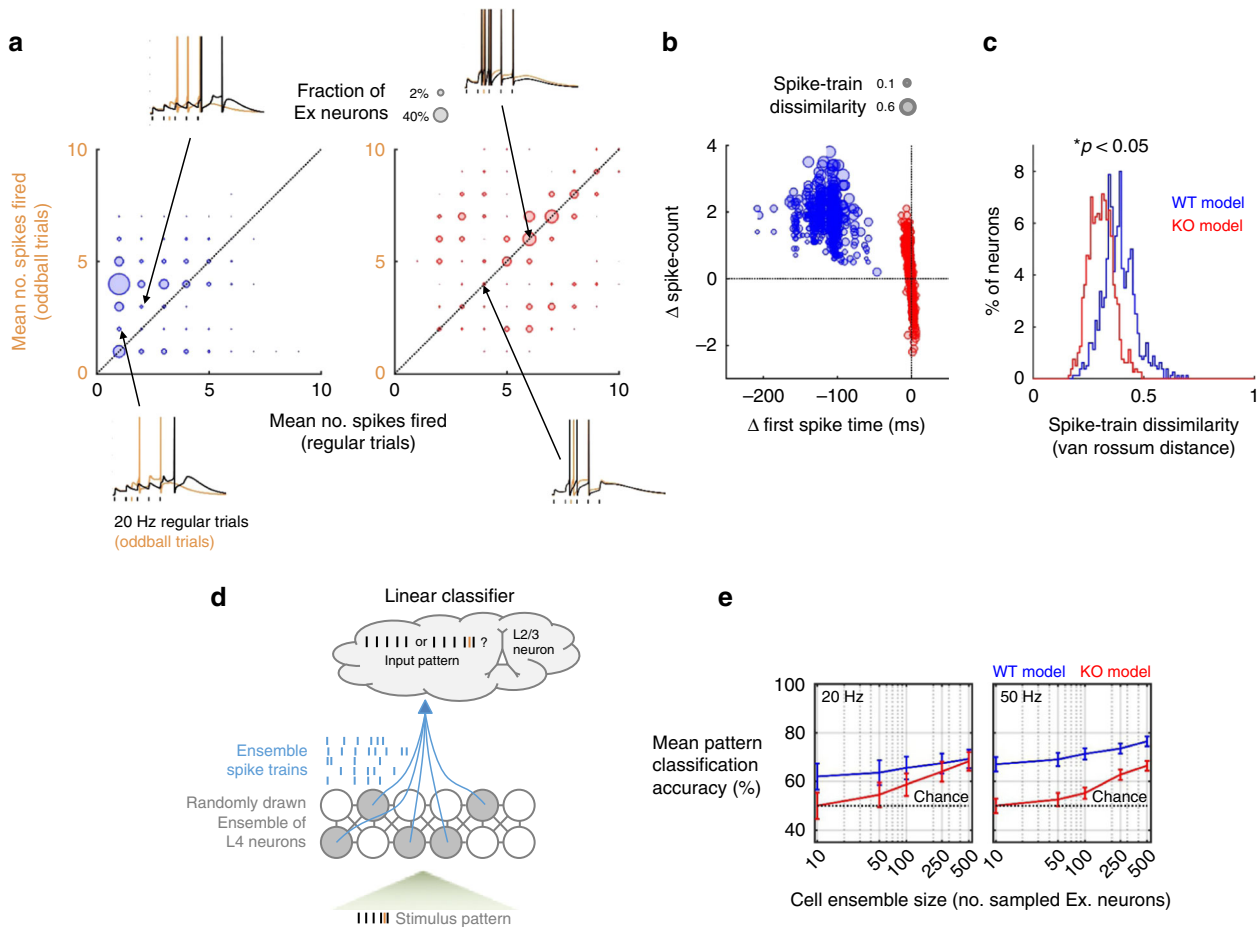 a
Fraction of
Ex neurons
2%
40%
10
5
0
Mean no. spikes fired
(oddball trials)
0
5
10
10
5
0
0
5
10
Mean no. spikes fired
(regular trials)
20 Hz regular trials
(oddball trials)
b
Spike-train
dissimilarity
0.1
0.6
4
2
0
−2
Δ spike-count
−200
−100
0
Δ first spike time (ms)
c
*p < 0.05
WT model
KO model
8
6
4
2
0
% of neurons
0
0.5
1
Spike-train dissimilarity
(van rossum distance)
d
Linear classifier
or
?
Input pattern
L2/3
neuron
Ensemble
spike trains
Randomly drawn
Ensemble of
L4 neurons
Stimulus pattern
e
WT model
KO model
Mean pattern
classification
accuracy (%)
100
80
60
40
20 Hz
Chance
10
50
100
250
500
50 Hz
Chance
10
50
100
250
500
Cell ensemble size (no. sampled Ex. neurons)